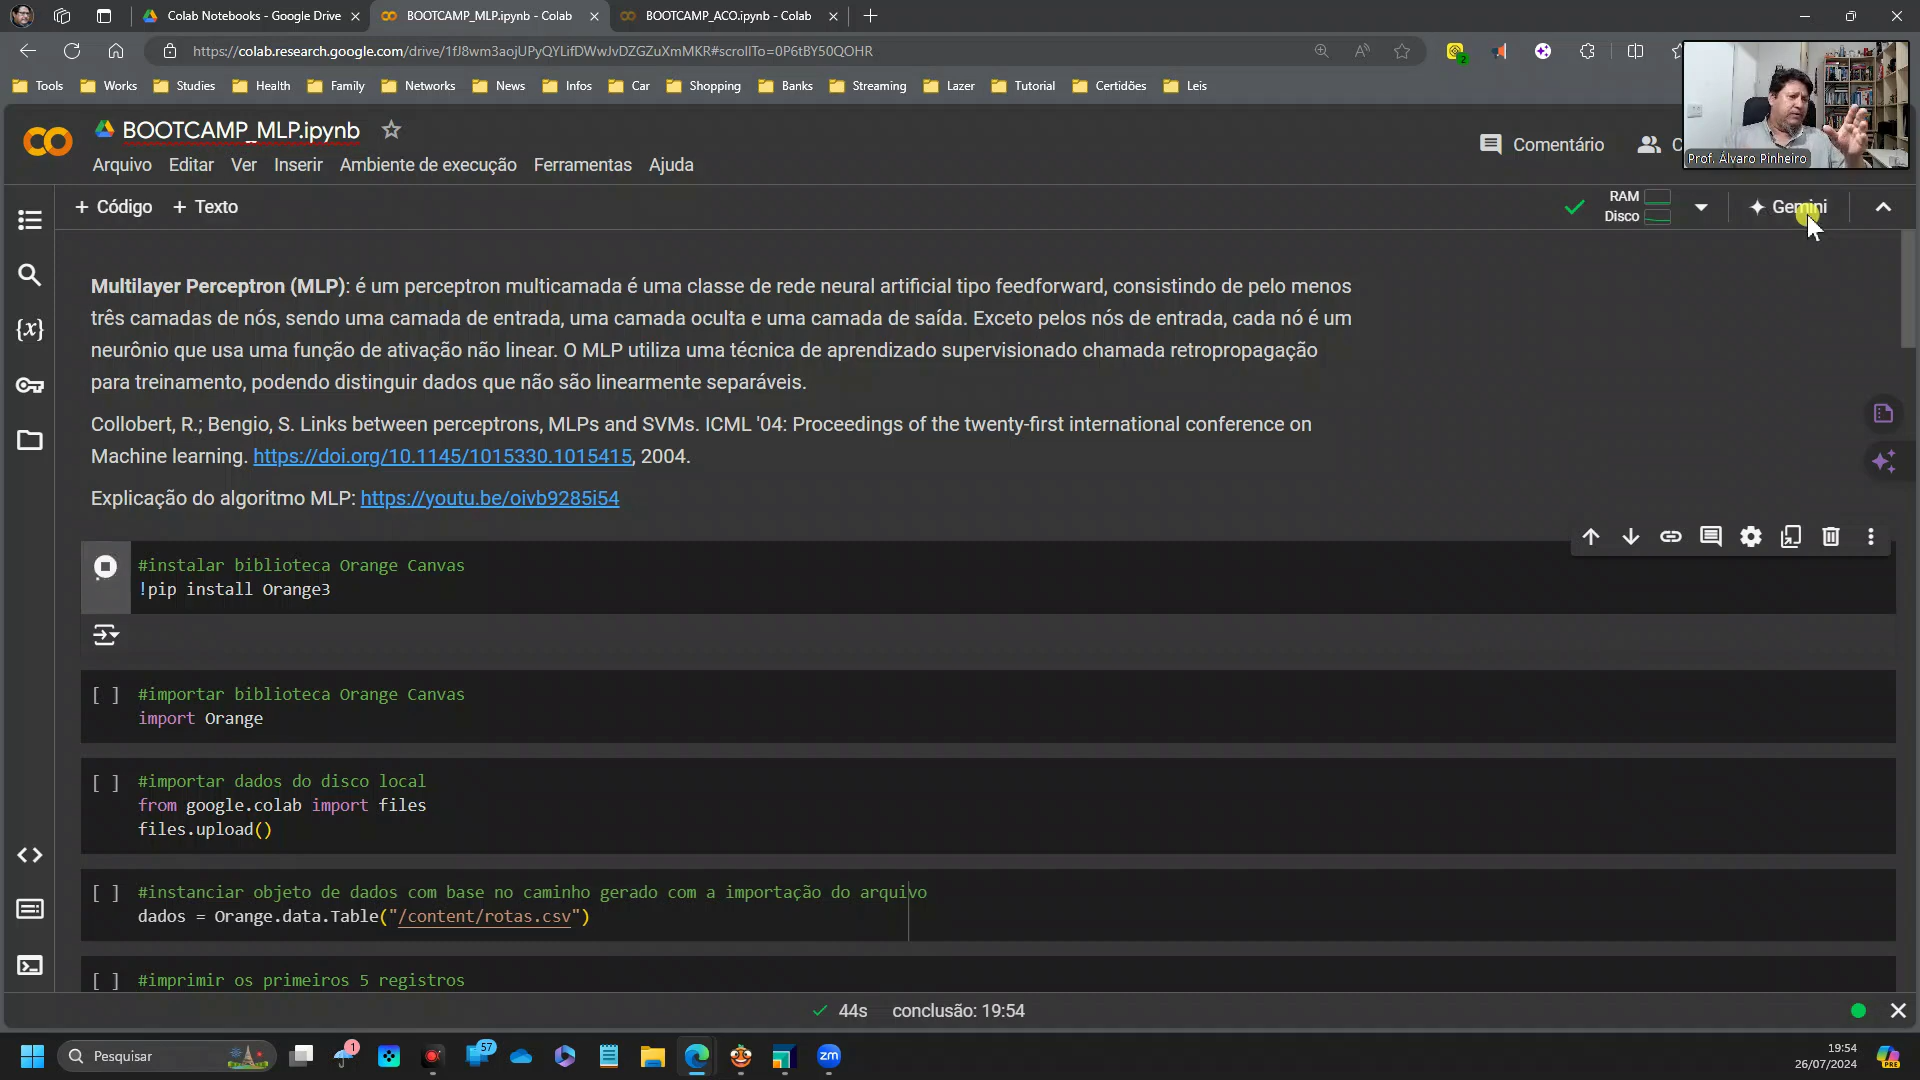 Colab Notebooks - Google Drive
BOOTCAMP_MLP.ipynb - Colab
BOOTCAMP_ACO.ipynb - Colab
https://colab.research.google.com/drive/1fJ8wm3aojUPyQYLifDWwJvDZGZuXmMKR#scrollTo=0P6tBY50QOHR
2
Tools
Works
Studies
Health
Family
Networks
News
Infos
Car
Shopping
Banks
Streaming
Lazer
Tutorial
Certidões
Leis
BOOTCAMP_MLP.ipynb
Arquivo Editar Ver Inserir Ambiente de execução Ferramentas Ajuda
Comentário
Prof. Álvaro Pinheiro
+ Código + Texto
RAM
Disco
Gemini
Multilayer Perceptron (MLP): é um perceptron multicamada é uma classe de rede neural artificial tipo feedforward, consistindo de pelo menos
três camadas de nós, sendo uma camada de entrada, uma camada oculta e uma camada de saída. Exceto pelos nós de entrada, cada nó é um
neurônio que usa uma função de ativação não linear. O MLP utiliza uma técnica de aprendizado supervisionado chamada retropropagação
para treinamento, podendo distinguir dados que não são linearmente separáveis.
Collobert, R.; Bengio, S. Links between perceptrons, MLPs and SVMs. ICML '04: Proceedings of the twenty-first international conference on
Machine learning. https://doi.org/10.1145/1015330.1015415, 2004.
Explicação do algoritmo MLP: https://youtu.be/oivb9285i54
#instalar biblioteca Orange Canvas
!pip install Orange3
[ ] #importar biblioteca Orange Canvas
import Orange
[ ] #importar dados do disco local
from google.colab import files
files.upload()
[ ] #instanciar objeto de dados com base no caminho gerado com a importação do arquivo
dados = Orange.data.Table("/content/rotas.csv")
[ ] #imprimir os primeiros 5 registros
44s conclusão: 19:54
Pesquisar
1
57
zm
19:54
26/07/2024
PRE